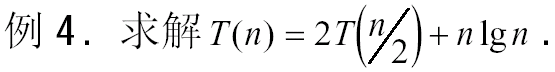 例 4. 求解 T(n) = 2T(n/2) + n lg n .